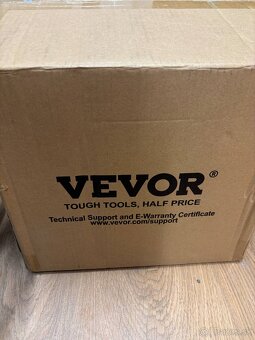 VEVOR®
TOUGH TOOLS, HALF PRICE
Technical Support and E-Warranty Certificate
www.vevor.com/support